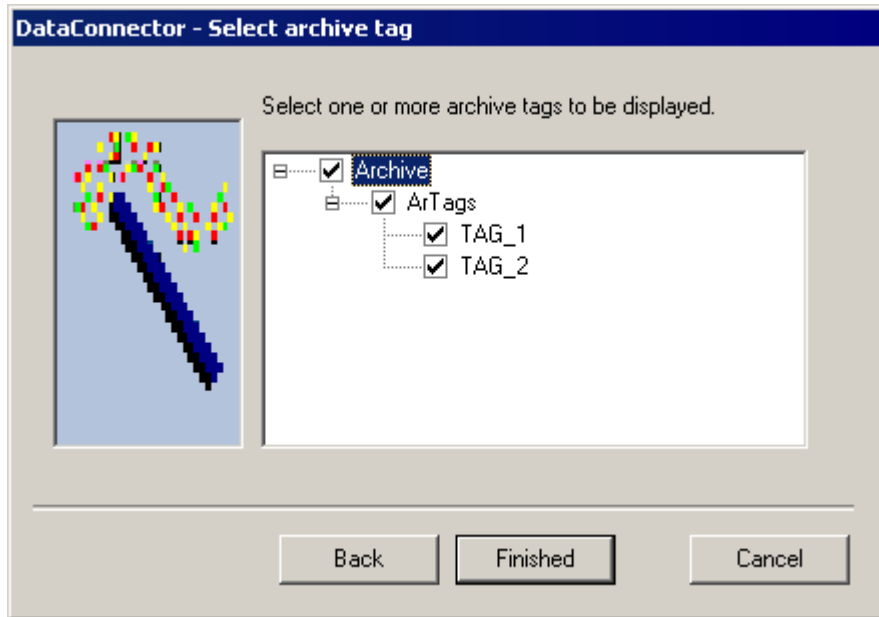 DataConnector - Select archive tag
Select one or more archive tags to be displayed.
Archive
ArTags
TAG_1
TAG_2
Back Finished Cancel